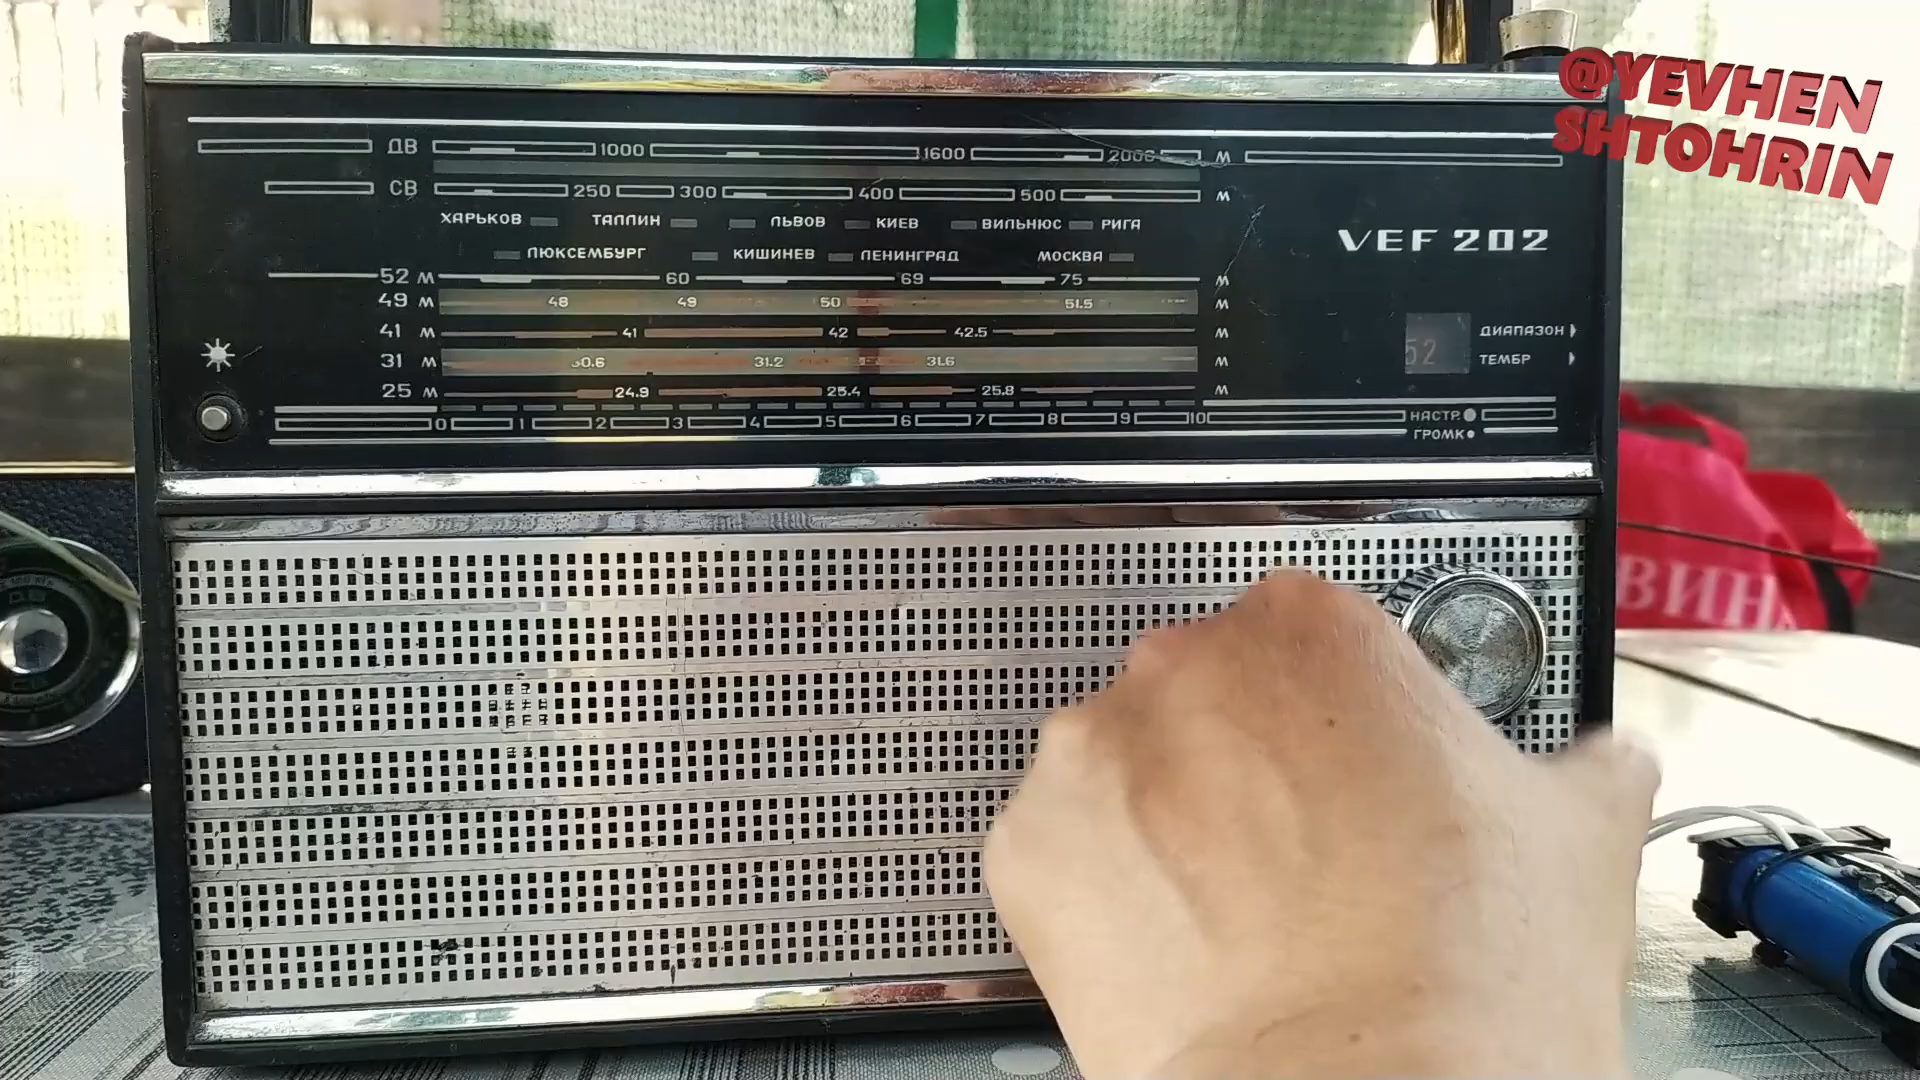 @YEVHEN
SHTOHRIN
ДВ 1000 1600 2000 М
СВ 250 300 400 500 М
ХАРЬКОВ ТАЛЛИН ЛЬВОВ КИЕВ ВИЛЬНЮС РИГА
ЛЮКСЕМБУРГ КИШИНЕВ ЛЕНИНГРАД МОСКВА
VEF 202
52 М 60 69 75 М
49 М 48 49 50 51.5 М
41 М 41 42 42.5 М
31 М 30.6 31.2 31.6 М
25 М 24.9 25.4 25.8 М
52 ДИАПАЗОН
ТЕМБР
0 1 2 3 4 5 6 7 8 9 10 НАСТР.
ГРОМК
ВИН